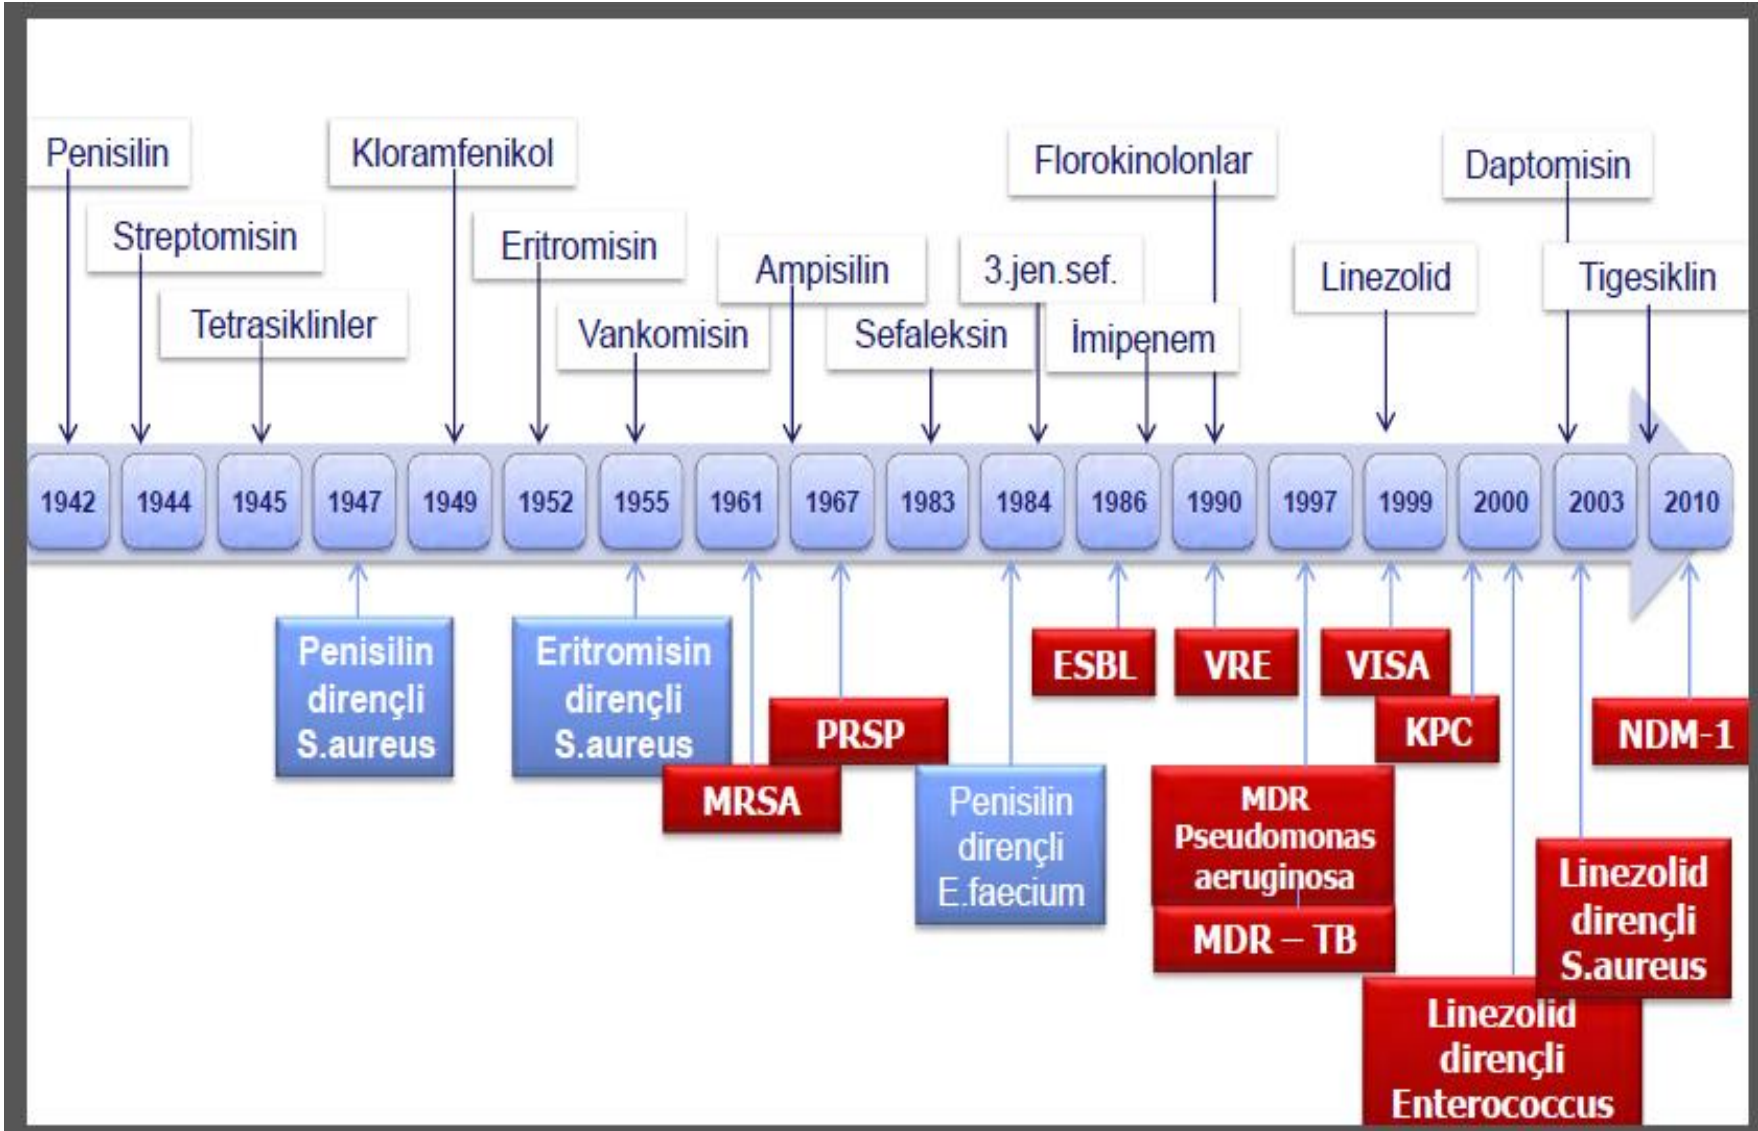 Penisilin
Kloramfenikol
Florokinolonlar
Daptomisin
Streptomisin
Eritromisin
Ampisilin
3.jen.sef.
Linezolid
Tigesiklin
Tetrasiklinler
Vankomisin
Sefaleksin
İmipenem
1942
1944
1945
1947
1949
1952
1955
1961
1967
1983
1984
1986
1990
1997
1999
2000
2003
2010
Penisilin
dirençli
S.aureus
Eritromisin
dirençli
S.aureus
MRSA
PRSP
Penisilin
dirençli
E.faecium
ESBL
VRE
MDR
Pseudomonas
aeruginosa
MDR – TB
VISA
KPC
Linezolid
dirençli
Enterococcus
Linezolid
dirençli
S.aureus
NDM-1